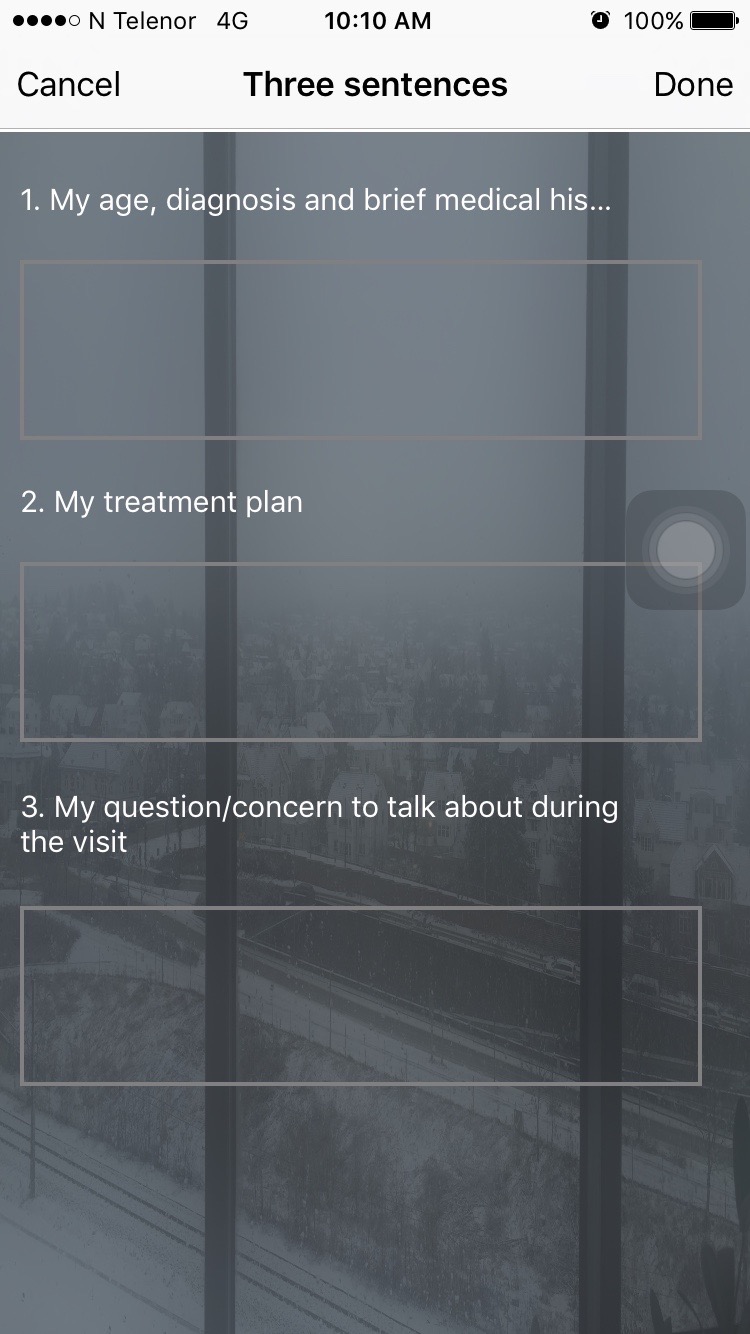 N Telenor 4G 10:10 AM 100%
Cancel Three sentences Done
1. My age, diagnosis and brief medical his...
2. My treatment plan
3. My question/concern to talk about during
the visit